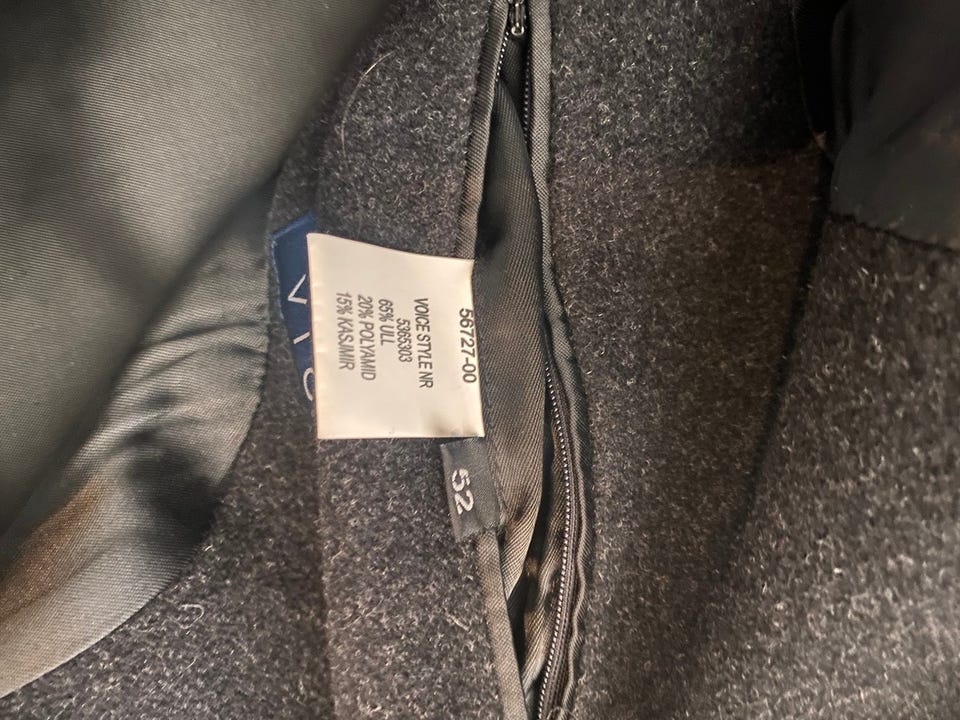 56727-00
VOICE STYLE NR
5365303
65% ULL
20% POLYAMID
15% KASJMIR
52